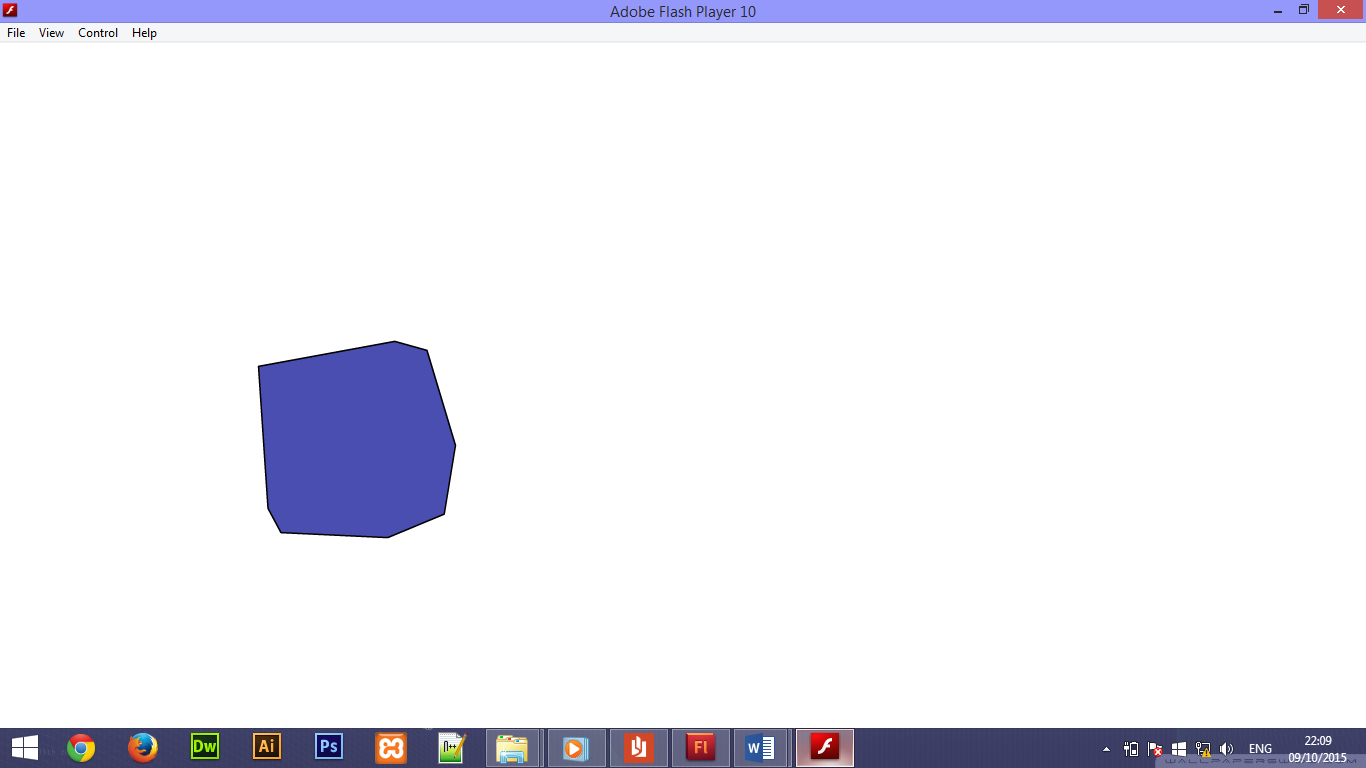 Adobe Flash Player 10
File View Control Help
Dw
Ai
Ps
N++
Fl
W
ENG
22:09
09/10/2015